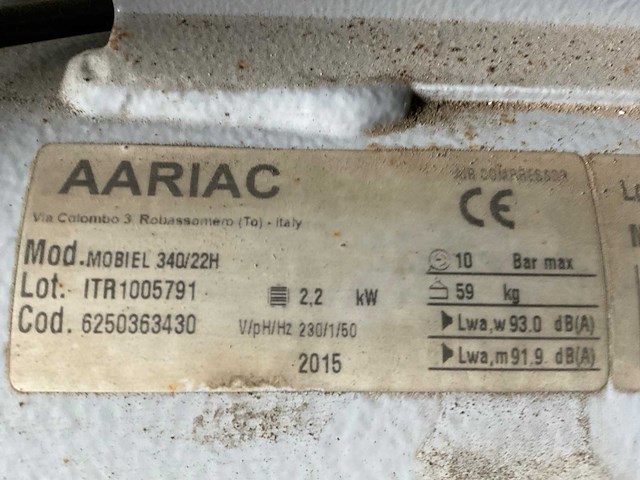 AARIAC
AIR COMPRESSOR
Via Colombo 3 Robassomero (To) - Italy
CE
Mod. MOBIEL 340/22H
10 Bar max
Lot: ITR1005791
2,2 kW
59 kg
Cod. 6250363430
V/pH/Hz 230/1/50
Lwa,w 93.0 dB(A)
2015
Lwa,m 91,9 dB(A)